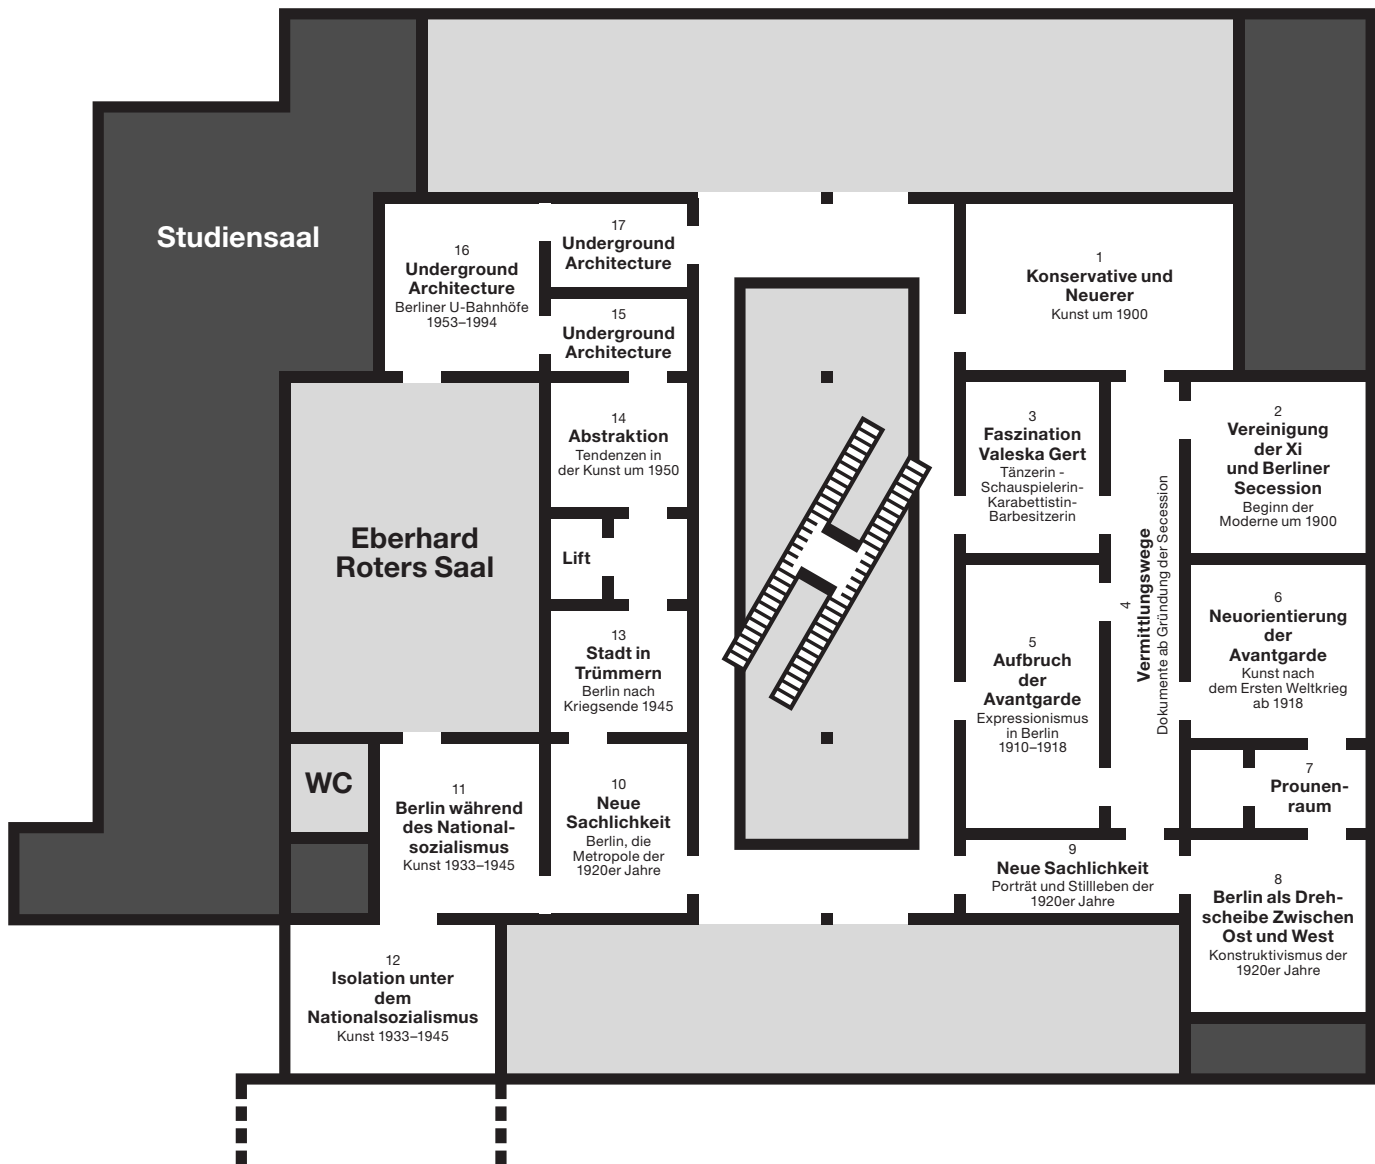 Studiensaal
16
Underground
Architecture
Berliner U-Bahnhöfe
1953–1994
17
Underground
Architecture
15
Underground
Architecture
14
Abstraktion
Tendenzen in
der Kunst um 1950
Lift
Eberhard
Roters Saal
13
Stadt in
Trümmern
Berlin nach
Kriegsende 1945
WC
11
Berlin während
des National-
sozialismus
Kunst 1933–1945
10
Neue
Sachlichkeit
Berlin, die
Metropole der
1920er Jahre
12
Isolation unter
dem
Nationalsozialismus
Kunst 1933–1945
1
Konservative und
Neuerer
Kunst um 1900
3
Faszination
Valeska Gert
Tänzerin -
Schauspielerin-
Karabettistin-
Barbesitzerin
2
Vereinigung
der Xi
und Berliner
Secession
Beginn der
Moderne um 1900
4
Vermittlungswege
Dokumente ab Gründung der Secession
5
Aufbruch
der
Avantgarde
Expressionismus
in Berlin
1910–1918
6
Neuorientierung
der
Avantgarde
Kunst nach
dem Ersten Weltkrieg
ab 1918
7
Prounen-
raum
9
Neue Sachlichkeit
Porträt und Stillleben der
1920er Jahre
8
Berlin als Dreh-
scheibe Zwischen
Ost und West
Konstruktivismus der
1920er Jahre